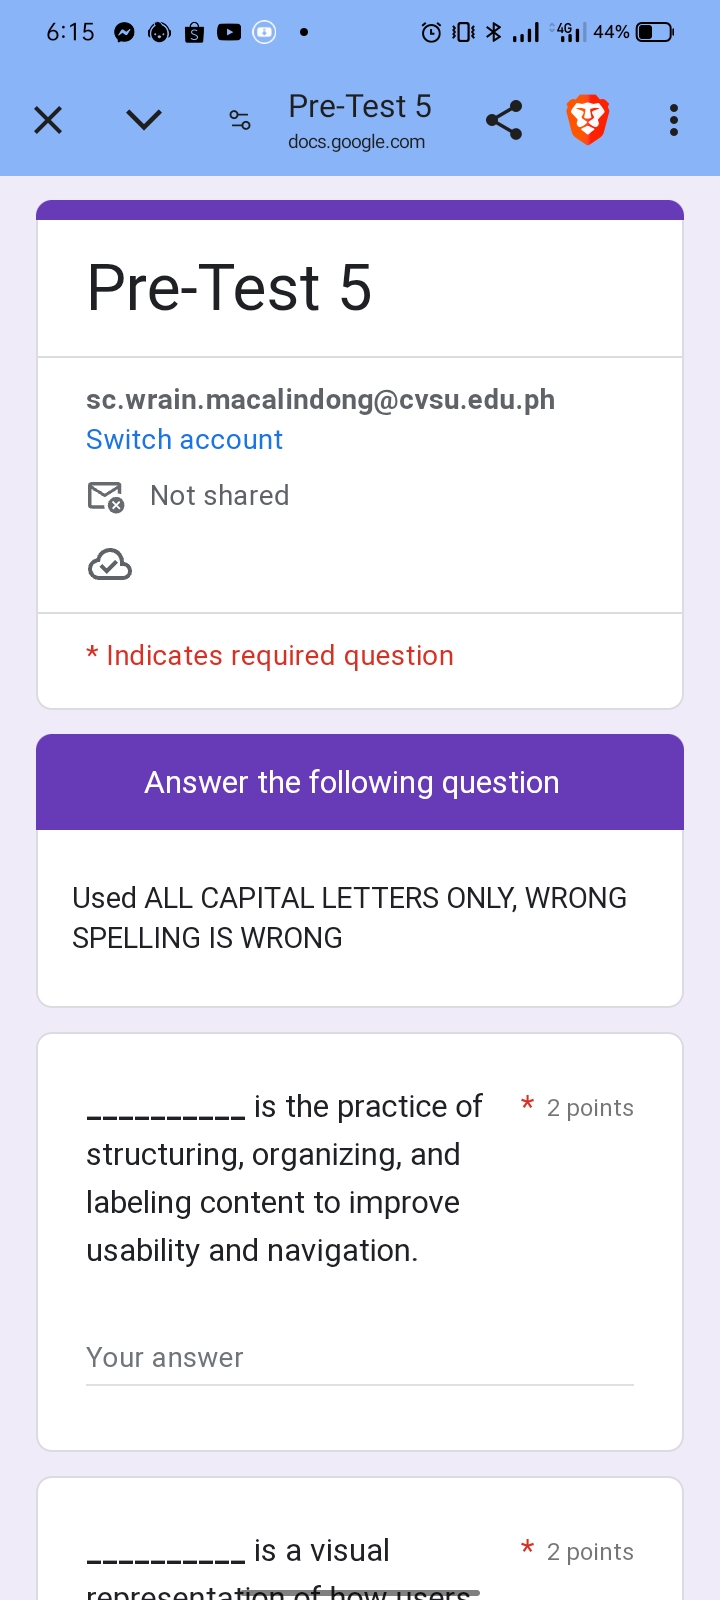 6:15
4G
44%
Pre-Test 5
docs.google.com
Pre-Test 5
sc.wrain.macalindong@cvsu.edu.ph
Switch account
Not shared
* Indicates required question
Answer the following question
Used ALL CAPITAL LETTERS ONLY, WRONG
SPELLING IS WRONG
__________ is the practice of * 2 points
structuring, organizing, and
labeling content to improve
usability and navigation.
Your answer
__________ is a visual * 2 points
representation of how users